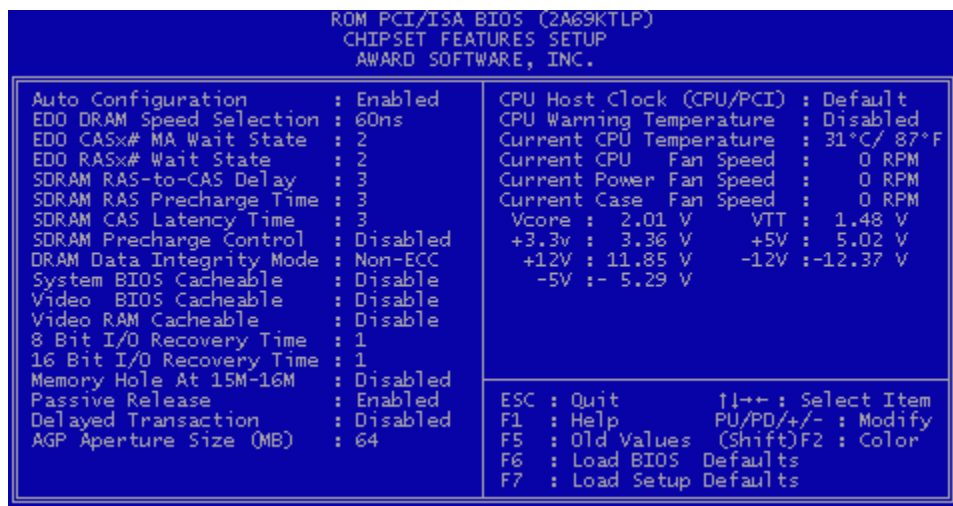 ROM PCI/ISA BIOS (2A69KTLP)
CHIPSET FEATURES SETUP
AWARD SOFTWARE, INC.
Auto Configuration : Enabled
EDO DRAM Speed Selection : 60ns
EDO CASx# MA Wait State : 2
EDO RASx# Wait State : 2
SDRAM RAS-to-CAS Delay : 3
SDRAM RAS Precharge Time : 3
SDRAM CAS Latency Time : 3
SDRAM Precharge Control : Disabled
DRAM Data Integrity Mode : Non-ECC
System BIOS Cacheable : Disable
Video BIOS Cacheable : Disable
Video RAM Cacheable : Disable
8 Bit I/O Recovery Time : 1
16 Bit I/O Recovery Time : 1
Memory Hole At 15M-16M : Disabled
Passive Release : Enabled
Delayed Transaction : Disabled
AGP Aperture Size (MB) : 64
CPU Host Clock (CPU/PCI) : Default
CPU Warning Temperature : Disabled
Current CPU Temperature : 31°C/ 87°F
Current CPU Fan Speed : 0 RPM
Current Power Fan Speed : 0 RPM
Current Case Fan Speed : 0 RPM
Vcore : 2.01 V VTT : 1.48 V
+3.3v : 3.36 V +5V : 5.02 V
+12V : 11.85 V -12V :-12.37 V
-5V :- 5.29 V
ESC : Quit ↑↓→← : Select Item
F1 : Help PU/PD/+/- : Modify
F5 : Old Values (Shift)F2 : Color
F6 : Load BIOS Defaults
F7 : Load Setup Defaults